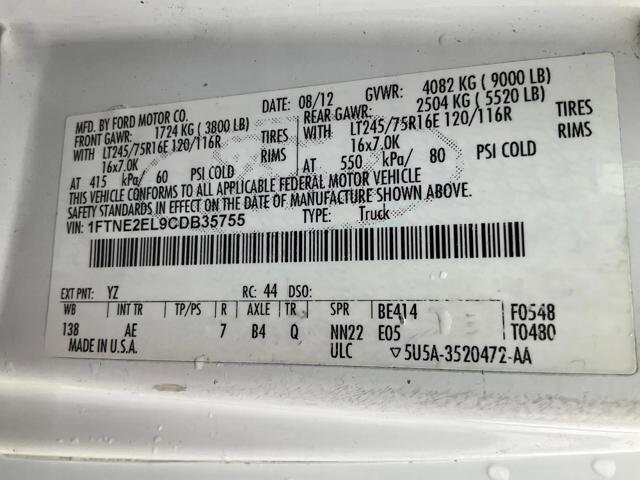 MFD. BY FORD MOTOR CO. DATE: 08/12 GVWR: 4082 KG ( 9000 LB)
FRONT GAWR: 1724 KG ( 3800 LB) REAR GAWR: 2504 KG ( 5520 LB)
WITH LT245/75R16E 120/116R TIRES WITH LT245/75R16E 120/116R TIRES
16x7.0K RIMS 16x7.0K RIMS
AT 415 kPa/ 60 PSI COLD AT 550 kPa/ 80 PSI COLD
THIS VEHICLE CONFORMS TO ALL APPLICABLE FEDERAL MOTOR VEHICLE
SAFETY STANDARDS IN EFFECT ON THE DATE OF MANUFACTURE SHOWN ABOVE.
VIN: 1FTNE2EL9CDB35755 TYPE: Truck
EXT PNT: YZ RC: 44 DSO:
WB INT TR TP/PS R AXLE TR SPR BE414 F0548
138 AE 7 B4 Q NN22 E05 T0480
MADE IN U.S.A. ULC ▽5U5A-3520472-AA